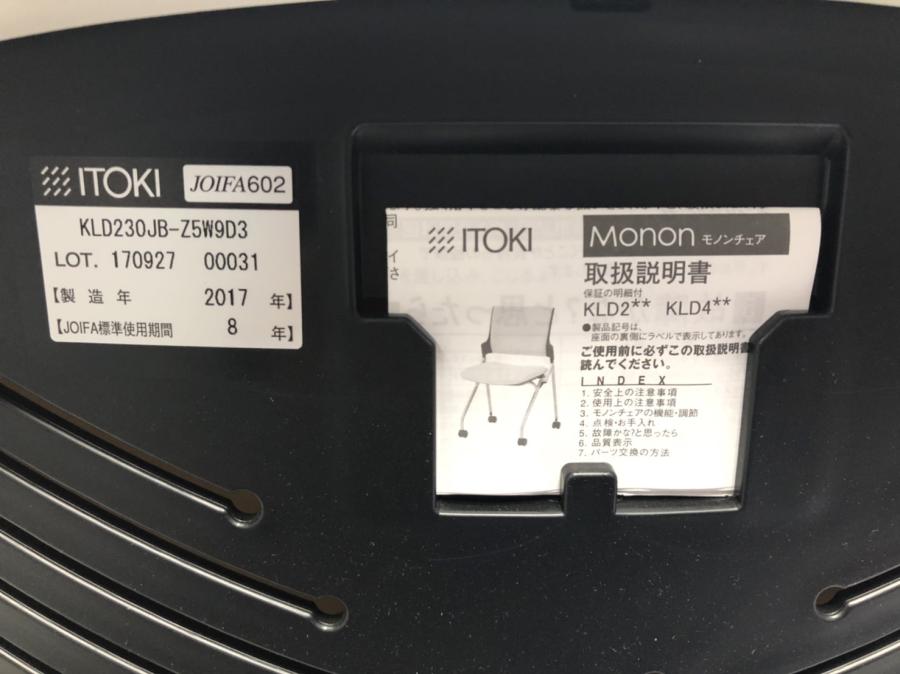 ITOKI JOIFA602
KLD230JB-Z5W9D3
LOT. 170927 00031
【製造年 2017 年】
【JOIFA標準使用期間 8 年】
同
イ
さ
ITOKI Monon モノンチェア
取扱説明書
保証の明細付
KLD2** KLD4**
●製品記号は、
座面の裏側にラベルで表示してあります。
ご使用前に必ずこの取扱説明書
読んでください。
INDEX
1. 安全上の注意事項
2. 使用上の注意事項
3. モノンチェアの機能・調節
4. 点検・お手入れ
5. 故障かな?と思ったら
6. 品質表示
7. パーツ交換の方法